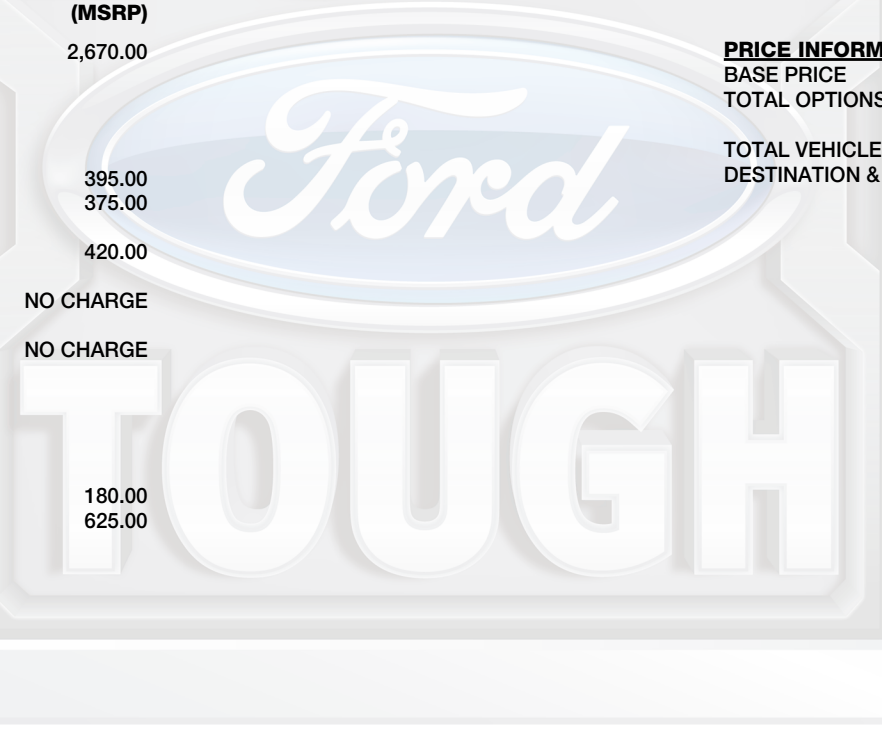 (MSRP)
2,670.00
395.00
375.00
420.00
NO CHARGE
NO CHARGE
180.00
625.00
PRICE INFORM
BASE PRICE
TOTAL OPTIONS
TOTAL VEHICLE
DESTINATION &
Ford
TOUGH